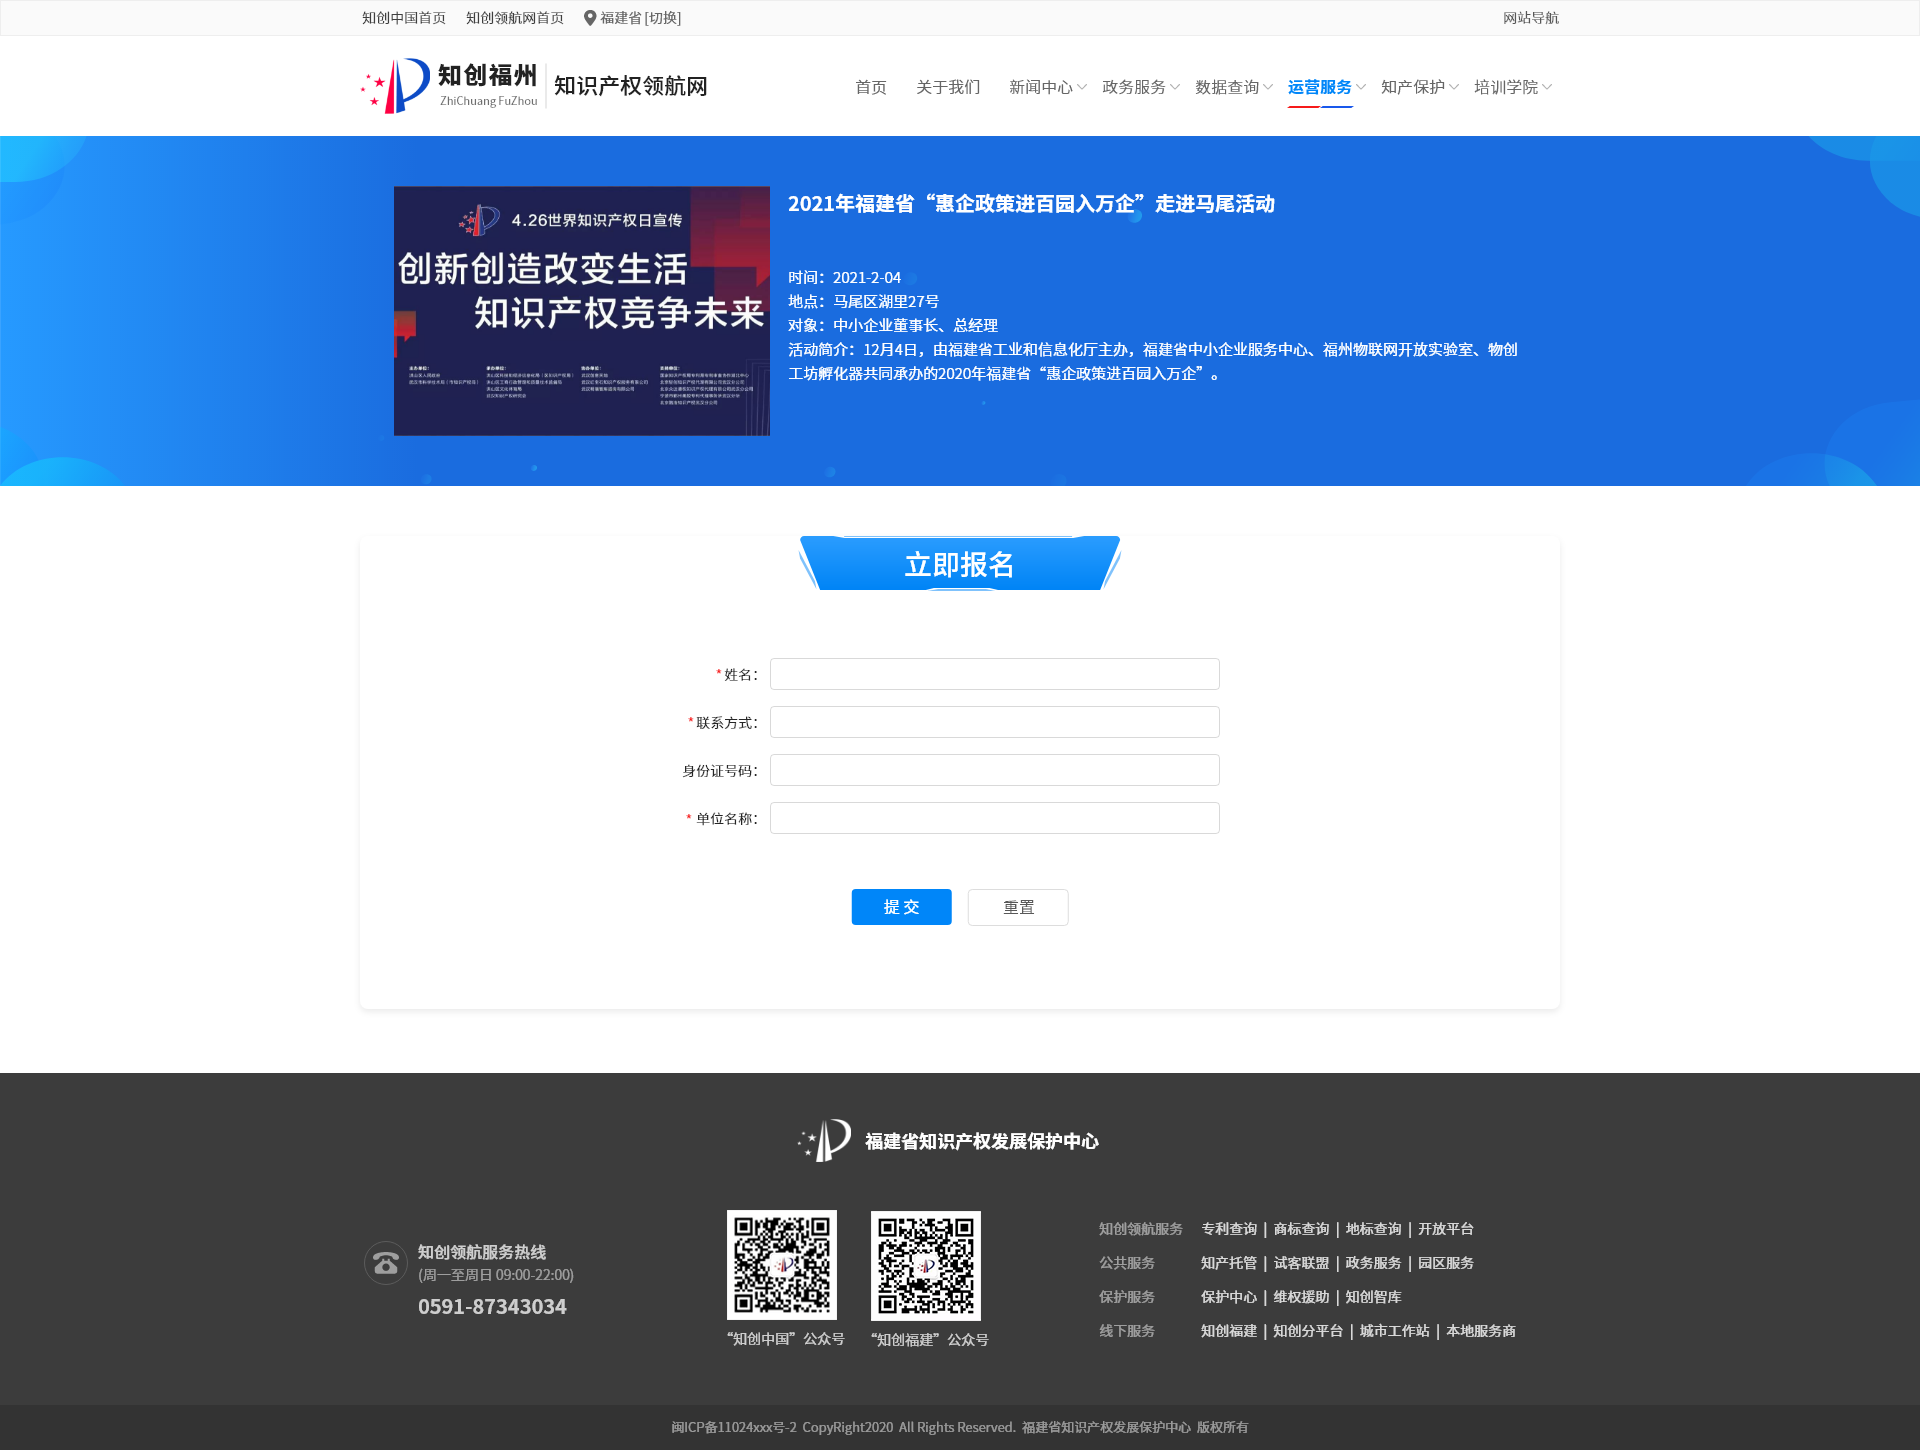 知创中国首页 知创领航网首页 福建省 [切换] 网站导航
知创福州 ZhiChuang FuZhou 知识产权领航网
首页 关于我们 新闻中心 政务服务 数据查询 运营服务 知产保护 培训学院
4.26世界知识产权日宣传
创新创造改变生活
知识产权竞争未来
2021年福建省“惠企政策进百园入万企”走进马尾活动
时间：2021-2-04
地点：马尾区湖里27号
对象：中小企业董事长、总经理
活动简介：12月4日，由福建省工业和信息化厅主办，福建省中小企业服务中心、福州物联网开放实验室、物创
工坊孵化器共同承办的2020年福建省“惠企政策进百园入万企”。
立即报名
* 姓名：
* 联系方式：
身份证号码：
* 单位名称：
提 交 重置
福建省知识产权发展保护中心
知创领航服务热线
(周一至周日 09:00-22:00)
0591-87343034
“知创中国”公众号 “知创福建”公众号
知创领航服务 专利查询 | 商标查询 | 地标查询 | 开放平台
公共服务 知产托管 | 试客联盟 | 政务服务 | 园区服务
保护服务 保护中心 | 维权援助 | 知创智库
线下服务 知创福建 | 知创分平台 | 城市工作站 | 本地服务商
闽ICP备11024xxx号-2 CopyRight2020 All Rights Reserved. 福建省知识产权发展保护中心 版权所有